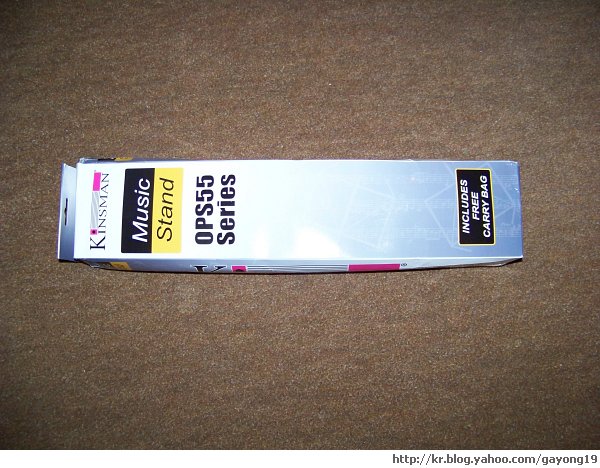 KINSMAN
Music
Stand
OPS55
Series
INCLUDES
FREE
CARRY BAG
http://kr.blog.yahoo.com/gayong19